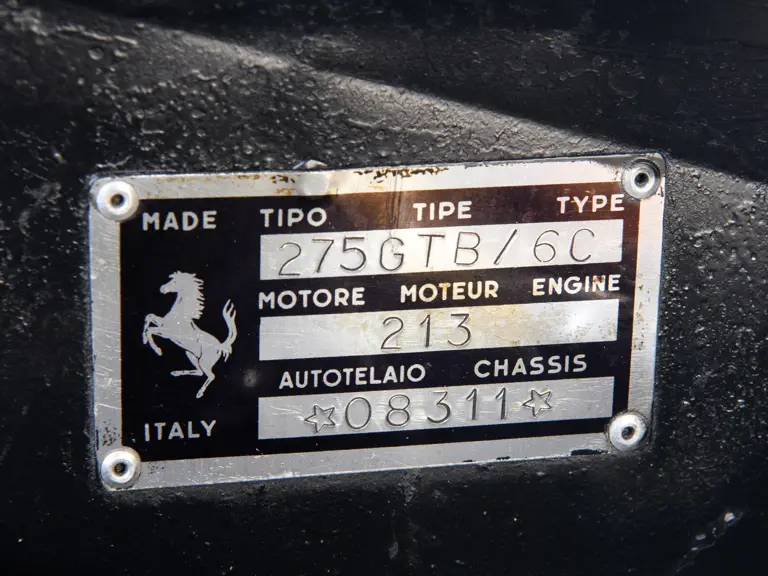 MADE TIPO TIPE TYPE
275GTB/6C
MOTORE MOTEUR ENGINE
213
AUTOTELAIO CHASSIS
☆08311☆
ITALY